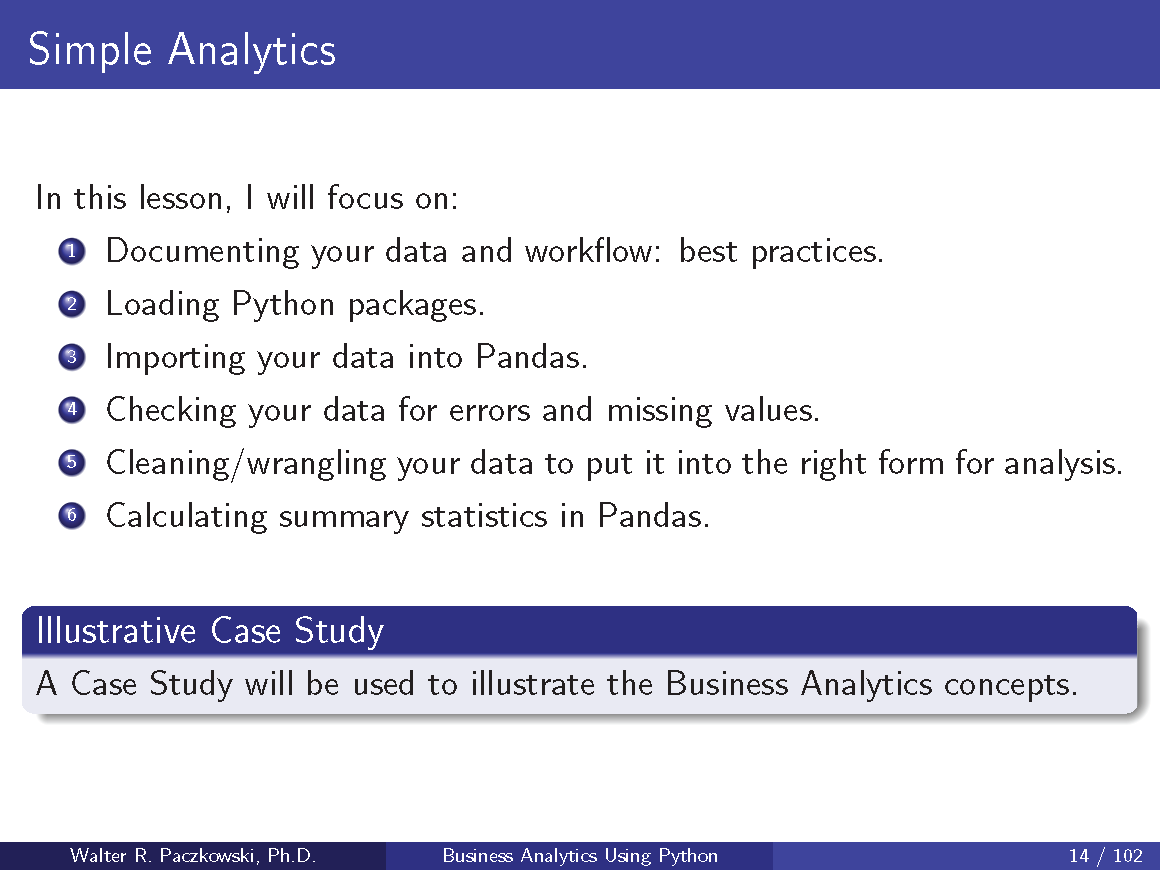 Simple Analytics
In this lesson, I will focus on:
1 Documenting your data and workflow: best practices.
2 Loading Python packages.
3 Importing your data into Pandas.
4 Checking your data for errors and missing values.
5 Cleaning/wrangling your data to put it into the right form for analysis.
6 Calculating summary statistics in Pandas.
Illustrative Case Study
A Case Study will be used to illustrate the Business Analytics concepts.
Walter R. Paczkowski, Ph.D. Business Analytics Using Python 14 / 102